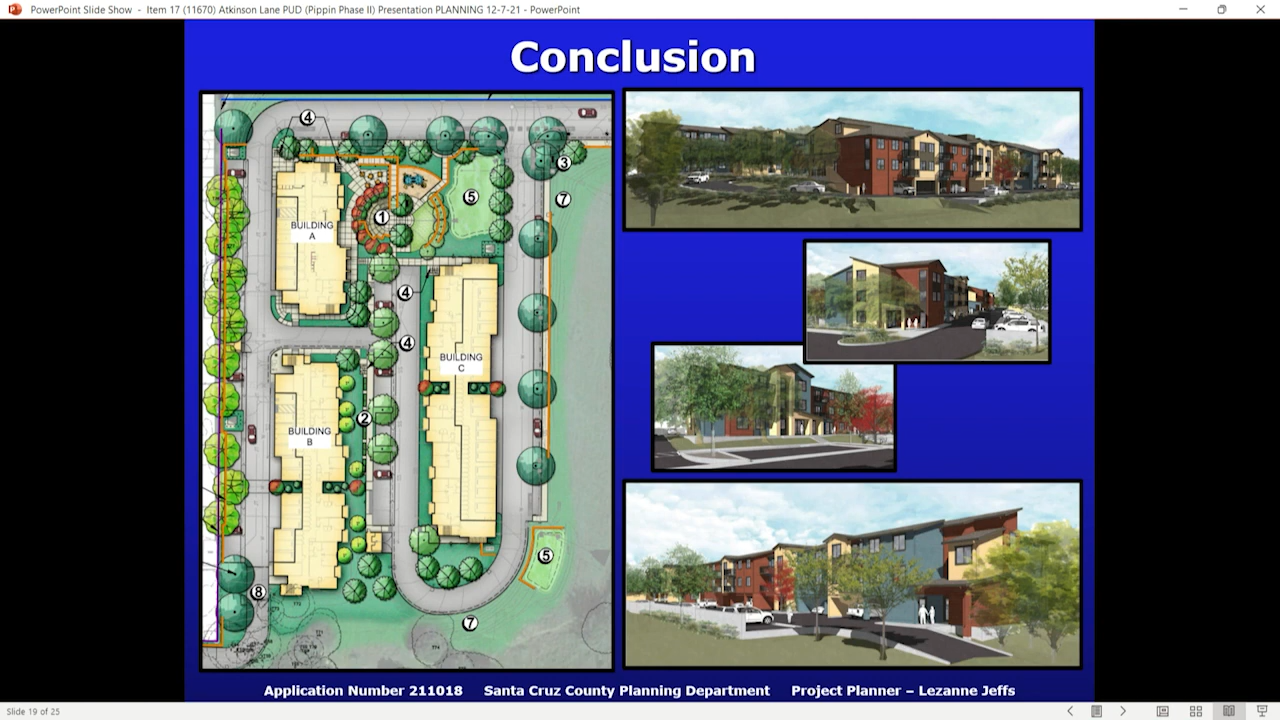 PowerPoint Slide Show - Item 17 (11670) Atkinson Lane PUD (Pippin Phase II) Presentation PLANNING 12-7-21 - PowerPoint
Conclusion
4
3
5
7
1
BUILDING
A
4
4
BUILDING
C
2
BUILDING
B
5
8
7
Application Number 211018 Santa Cruz County Planning Department Project Planner – Lezanne Jeffs
Slide 19 of 25